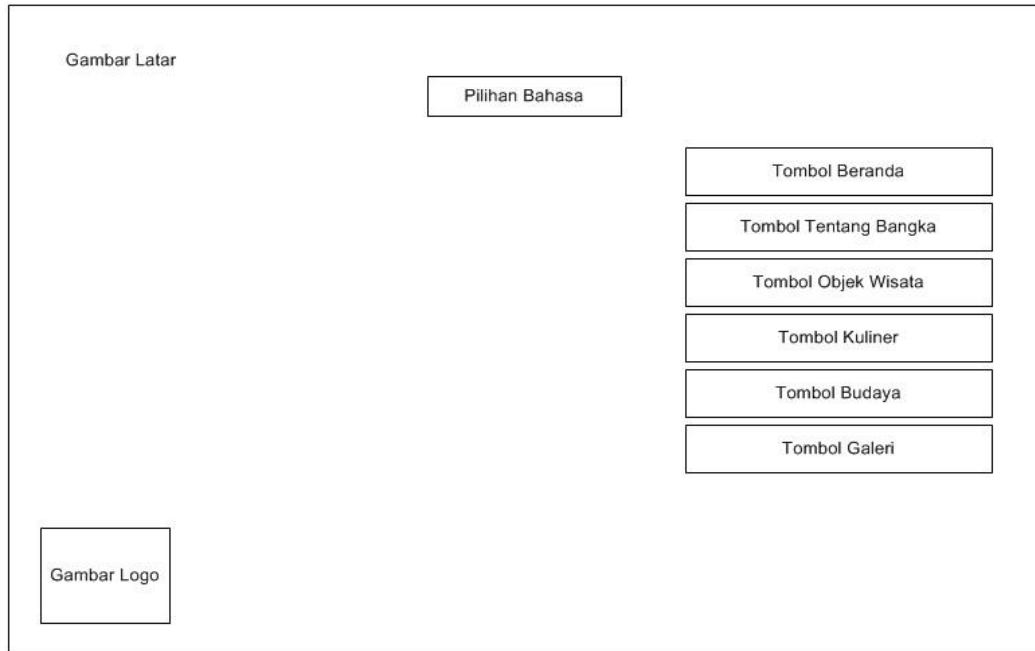 Gambar Latar
Pilihan Bahasa
Tombol Beranda
Tombol Tentang Bangka
Tombol Objek Wisata
Tombol Kuliner
Tombol Budaya
Tombol Galeri
Gambar Logo